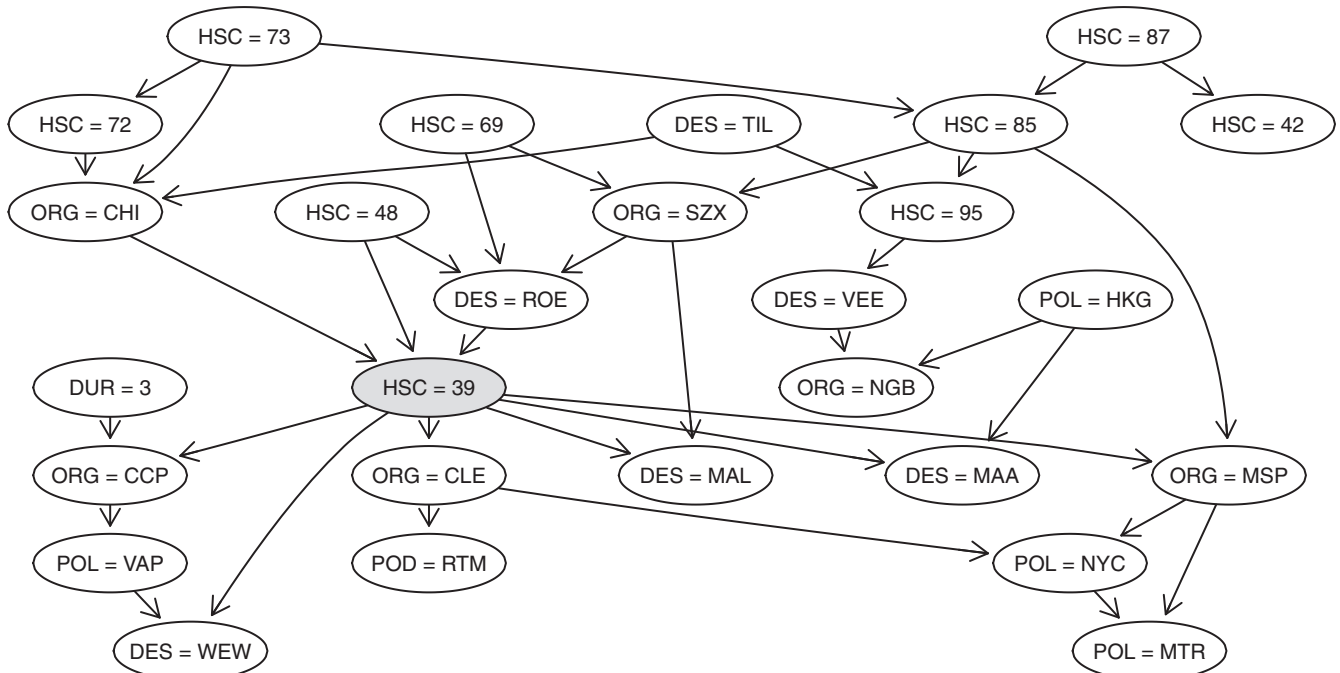 HSC = 73
HSC = 87
HSC = 72
HSC = 69
DES = TIL
HSC = 85
HSC = 42
ORG = CHI
HSC = 48
ORG = SZX
HSC = 95
DES = ROE
DES = VEE
POL = HKG
DUR = 3
HSC = 39
ORG = NGB
ORG = CCP
ORG = CLE
DES = MAL
DES = MAA
ORG = MSP
POL = VAP
POD = RTM
POL = NYC
DES = WEW
POL = MTR